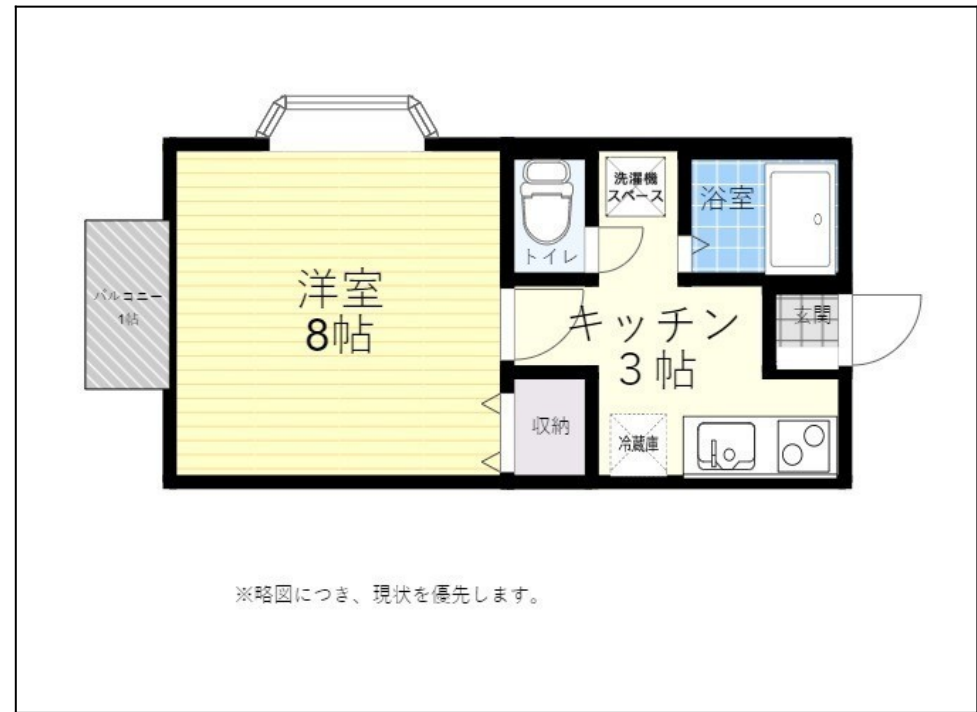 洗濯機
スペース
浴室
トイレ
バルコニー
1帖
洋室
8帖
キッチン
3帖
玄関
収納
冷蔵庫
※略図につき、現状を優先します。